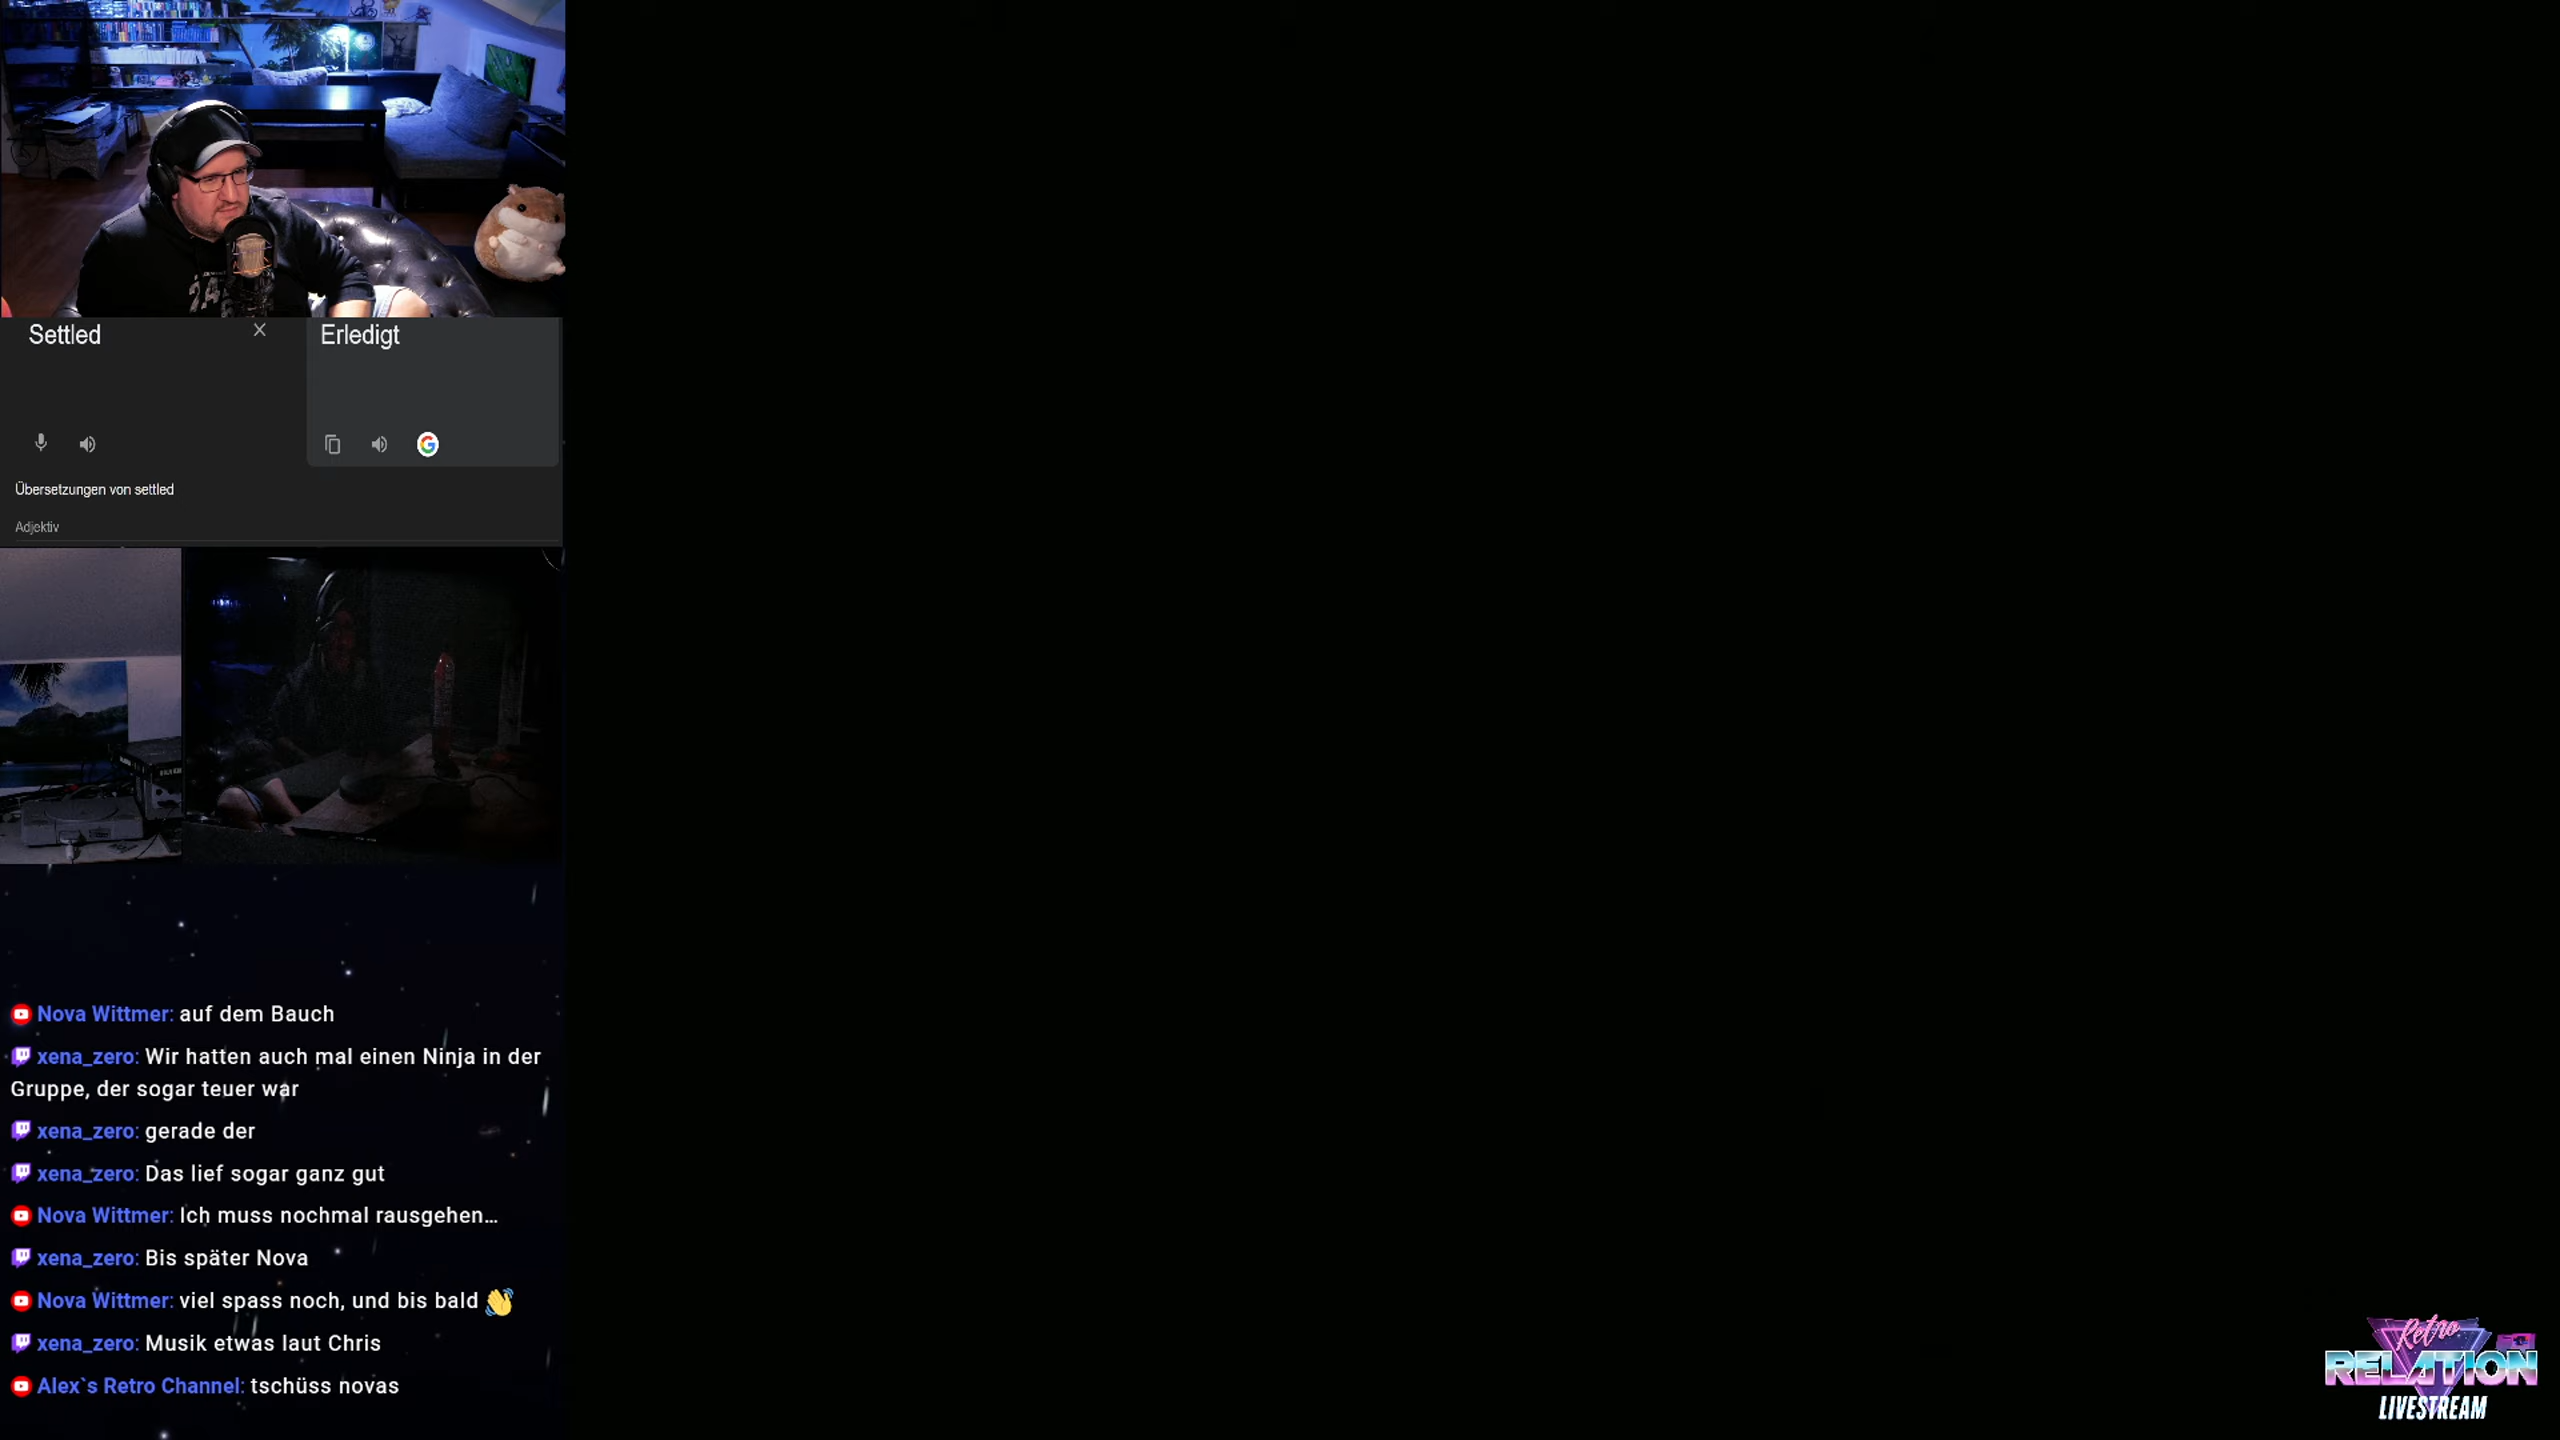 Settled
Erledigt
Übersetzungen von settled
Adjektiv
Nova Wittmer: auf dem Bauch
xena_zero: Wir hatten auch mal einen Ninja in der
Gruppe, der sogar teuer war
xena_zero: gerade der
xena_zero: Das lief sogar ganz gut
Nova Wittmer: Ich muss nochmal rausgehen...
xena_zero: Bis später Nova
Nova Wittmer: viel spass noch, und bis bald 👋
xena_zero: Musik etwas laut Chris
Alex`s Retro Channel: tschüss novas
Retro
RELATION
LIVESTREAM